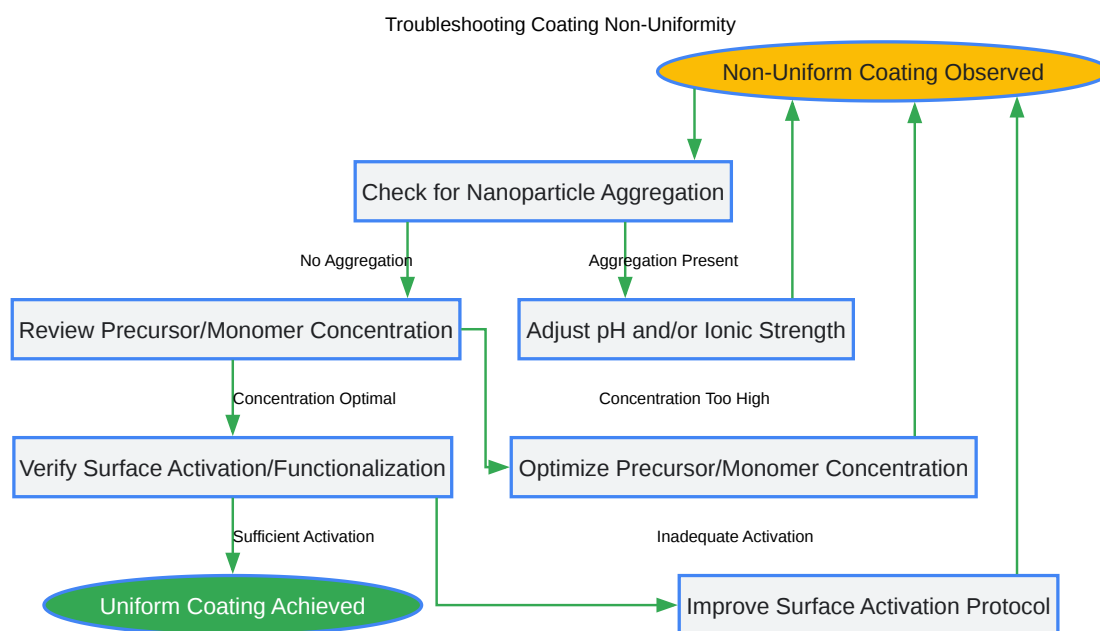 Troubleshooting Coating Non-Uniformity
Non-Uniform Coating Observed
Check for Nanoparticle Aggregation
No Aggregation
Aggregation Present
Review Precursor/Monomer Concentration
Adjust pH and/or Ionic Strength
Concentration Optimal
Concentration Too High
Verify Surface Activation/Functionalization
Optimize Precursor/Monomer Concentration
Sufficient Activation
Inadequate Activation
Uniform Coating Achieved
Improve Surface Activation Protocol